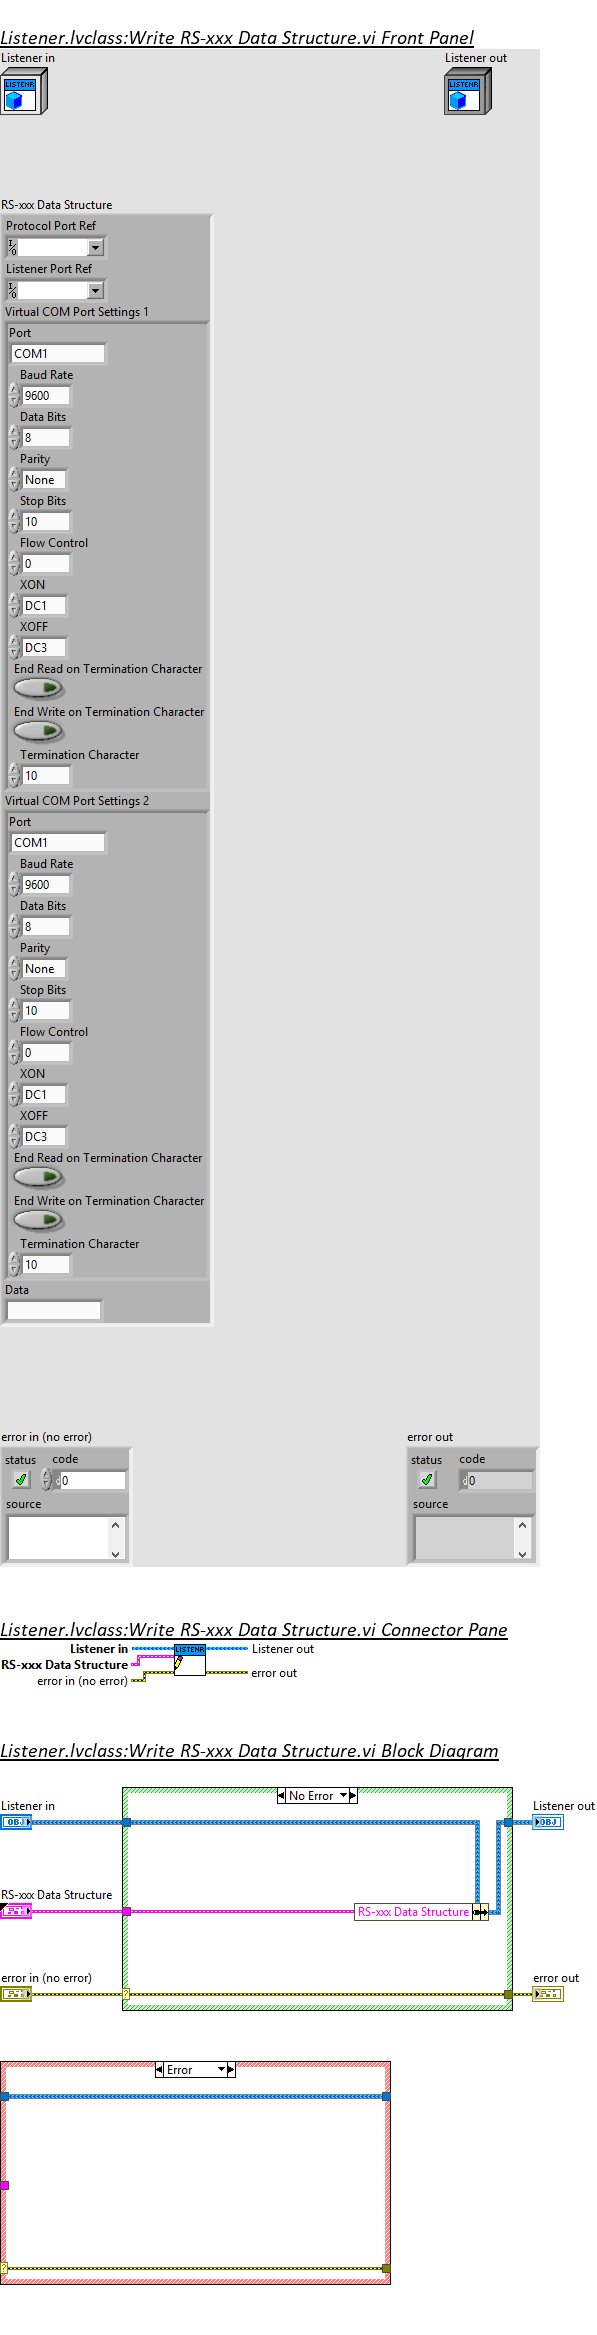 Listener.lvclass:Write RS-xxx Data Structure.vi Front Panel
Listener in
Listener out
LISTENR
LISTENR
RS-xxx Data Structure
Protocol Port Ref
I/O
Listener Port Ref
I/O
Virtual COM Port Settings 1
Port
COM1
Baud Rate
9600
Data Bits
8
Parity
None
Stop Bits
10
Flow Control
0
XON
DC1
XOFF
DC3
End Read on Termination Character
End Write on Termination Character
Termination Character
10
Virtual COM Port Settings 2
Port
COM1
Baud Rate
9600
Data Bits
8
Parity
None
Stop Bits
10
Flow Control
0
XON
DC1
XOFF
DC3
End Read on Termination Character
End Write on Termination Character
Termination Character
10
Data
error in (no error)
error out
status
code
status
code
d0
d0
source
source
Listener.lvclass:Write RS-xxx Data Structure.vi Connector Pane
Listener in
LISTENR
Listener out
RS-xxx Data Structure
error in (no error)
error out
Listener.lvclass:Write RS-xxx Data Structure.vi Block Diagram
No Error
Listener in
Listener out
OBJ
OBJ
RS-xxx Data Structure
RS-xxx Data Structure
error in (no error)
error out
?
Error
?